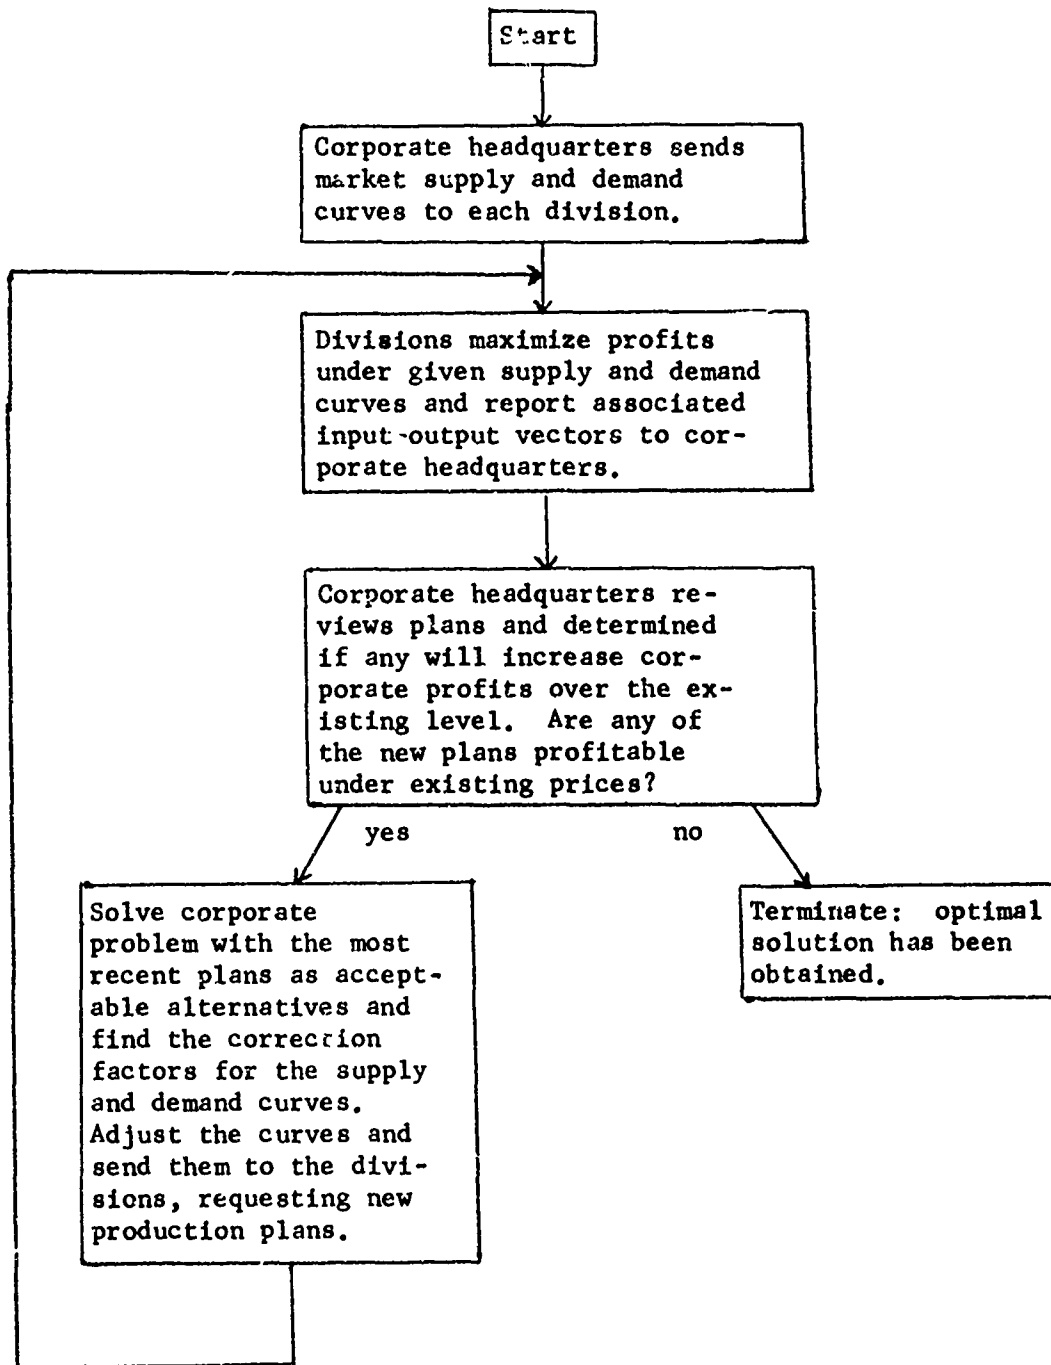 Start
Corporate headquarters sends
market supply and demand
curves to each division.
Divisions maximize profits
under given supply and demand
curves and report associated
input-output vectors to cor-
porate headquarters.
Corporate headquarters re-
views plans and determined
if any will increase cor-
porate profits over the ex-
isting level. Are any of
the new plans profitable
under existing prices?
yes
no
Solve corporate
problem with the most
recent plans as accept-
able alternatives and
find the correction
factors for the supply
and demand curves.
Adjust the curves and
send them to the divi-
sions, requesting new
production plans.
Terminate: optimal
solution has been
obtained.